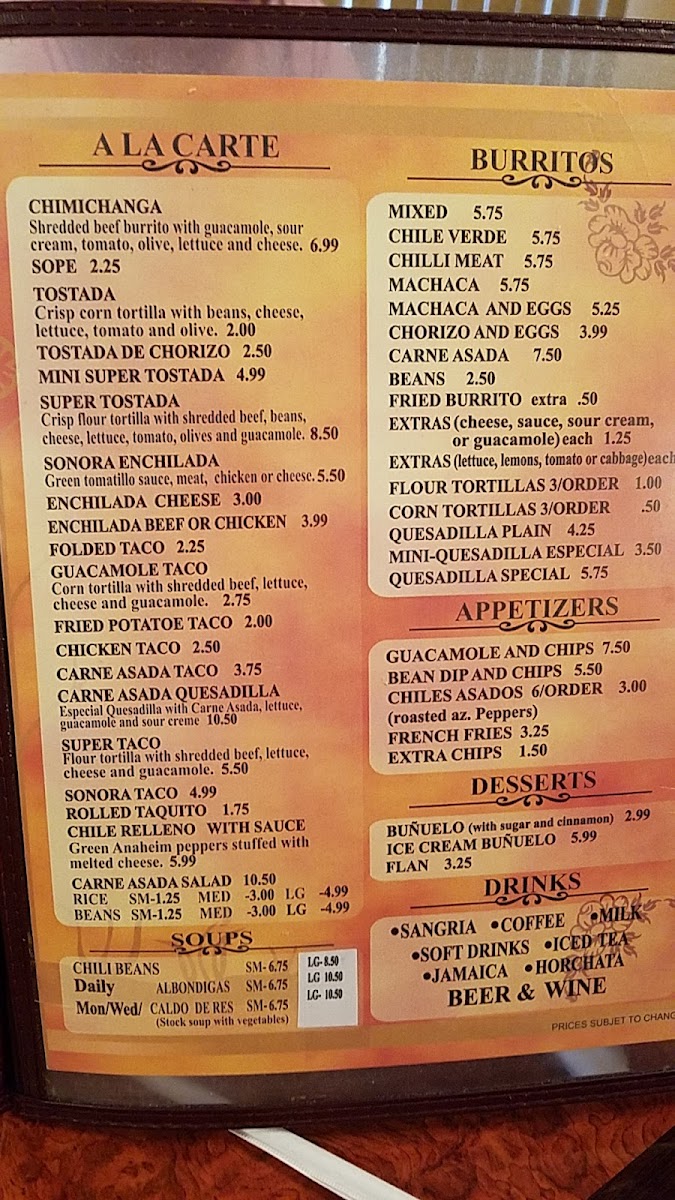 A LA CARTE
CHIMICHANGA
Shredded beef burrito with guacamole, sour
cream, tomato, olive, lettuce and cheese. 6.99
SOPE 2.25
TOSTADA
Crisp corn tortilla with beans, cheese,
lettuce, tomato and olive. 2.00
TOSTADA DE CHORIZO 2.50
MINI SUPER TOSTADA 4.99
SUPER TOSTADA
Crisp flour tortilla with shredded beef, beans,
cheese, lettuce, tomato, olives and guacamole. 8.50
SONORA ENCHILADA
Green tomatillo sauce, meat, chicken or cheese. 5.50
ENCHILADA CHEESE 3.00
ENCHILADA BEEF OR CHICKEN 3.99
FOLDED TACO 2.25
GUACAMOLE TACO
Corn tortilla with shredded beef, lettuce,
cheese and guacamole. 2.75
FRIED POTATOE TACO 2.00
CHICKEN TACO 2.50
CARNE ASADA TACO 3.75
CARNE ASADA QUESADILLA
Especial Quesadilla with Carne Asada, lettuce,
guacamole and sour creme 10.50
SUPER TACO
Flour tortilla with shredded beef, lettuce,
cheese and guacamole. 5.50
SONORA TACO 4.99
ROLLED TAQUITO 1.75
CHILE RELLENO WITH SAUCE
Green Anaheim peppers stuffed with
melted cheese. 5.99
CARNE ASADA SALAD 10.50
RICE SM-1.25 MED -3.00 LG -4.99
BEANS SM-1.25 MED -3.00 LG -4.99
SOUPS
CHILI BEANS SM- 6.75 LG- 8.50
Daily ALBONDIGAS SM- 6.75 LG 10.50
Mon/Wed/ CALDO DE RES SM- 6.75 LG- 10.50
(Stock soup with vegetables)
BURRITOS
MIXED 5.75
CHILE VERDE 5.75
CHILLI MEAT 5.75
MACHACA 5.75
MACHACA AND EGGS 5.25
CHORIZO AND EGGS 3.99
CARNE ASADA 7.50
BEANS 2.50
FRIED BURRITO extra .50
EXTRAS (cheese, sauce, sour cream,
or guacamole) each 1.25
EXTRAS (lettuce, lemons, tomato or cabbage) each
FLOUR TORTILLAS 3/ORDER 1.00
CORN TORTILLAS 3/ORDER .50
QUESADILLA PLAIN 4.25
MINI-QUESADILLA ESPECIAL 3.50
QUESADILLA SPECIAL 5.75
APPETIZERS
GUACAMOLE AND CHIPS 7.50
BEAN DIP AND CHIPS 5.50
CHILES ASADOS 6/ORDER 3.00
(roasted az. Peppers)
FRENCH FRIES 3.25
EXTRA CHIPS 1.50
DESSERTS
BUÑUELO (with sugar and cinnamon) 2.99
ICE CREAM BUÑUELO 5.99
FLAN 3.25
DRINKS
•SANGRIA •COFFEE •MILK
•SOFT DRINKS •ICED TEA
•JAMAICA •HORCHATA
BEER & WINE
PRICES SUBJET TO CHANG